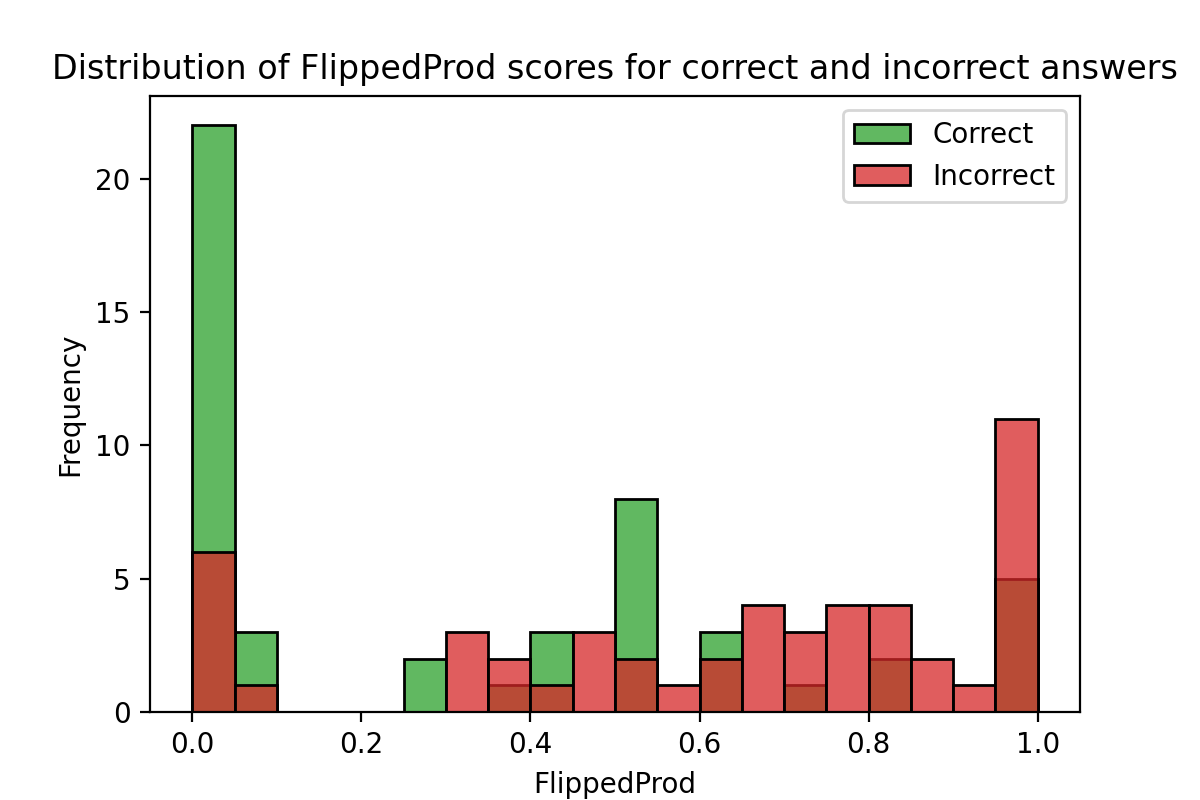 Distribution of FlippedProd scores for correct and incorrect answers
Correct
Incorrect
Frequency
20
15
10
5
0
0.0 0.2 0.4 0.6 0.8 1.0
FlippedProd